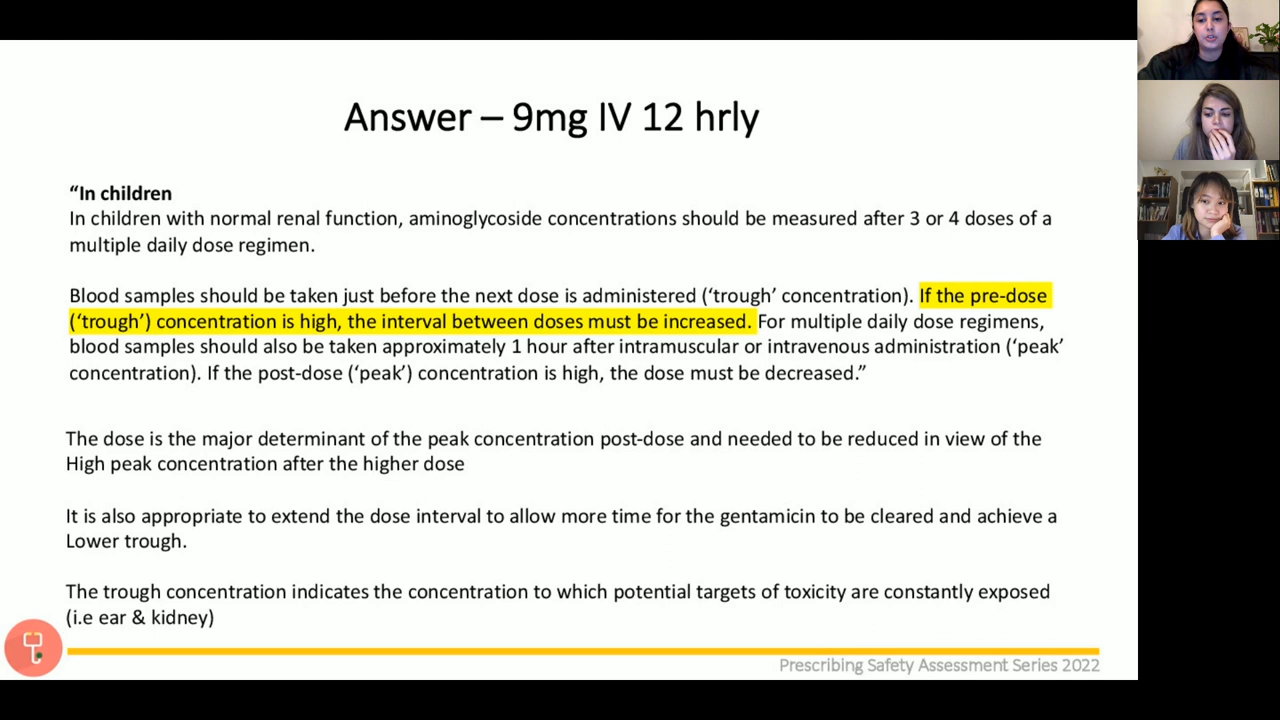 Answer – 9mg IV 12 hrly
“In children
In children with normal renal function, aminoglycoside concentrations should be measured after 3 or 4 doses of a
multiple daily dose regimen.
Blood samples should be taken just before the next dose is administered (‘trough’ concentration). If the pre-dose
(‘trough’) concentration is high, the interval between doses must be increased. For multiple daily dose regimens,
blood samples should also be taken approximately 1 hour after intramuscular or intravenous administration (‘peak’
concentration). If the post-dose (‘peak’) concentration is high, the dose must be decreased.”
The dose is the major determinant of the peak concentration post-dose and needed to be reduced in view of the
High peak concentration after the higher dose
It is also appropriate to extend the dose interval to allow more time for the gentamicin to be cleared and achieve a
Lower trough.
The trough concentration indicates the concentration to which potential targets of toxicity are constantly exposed
(i.e ear & kidney)
Prescribing Safety Assessment Series 2022